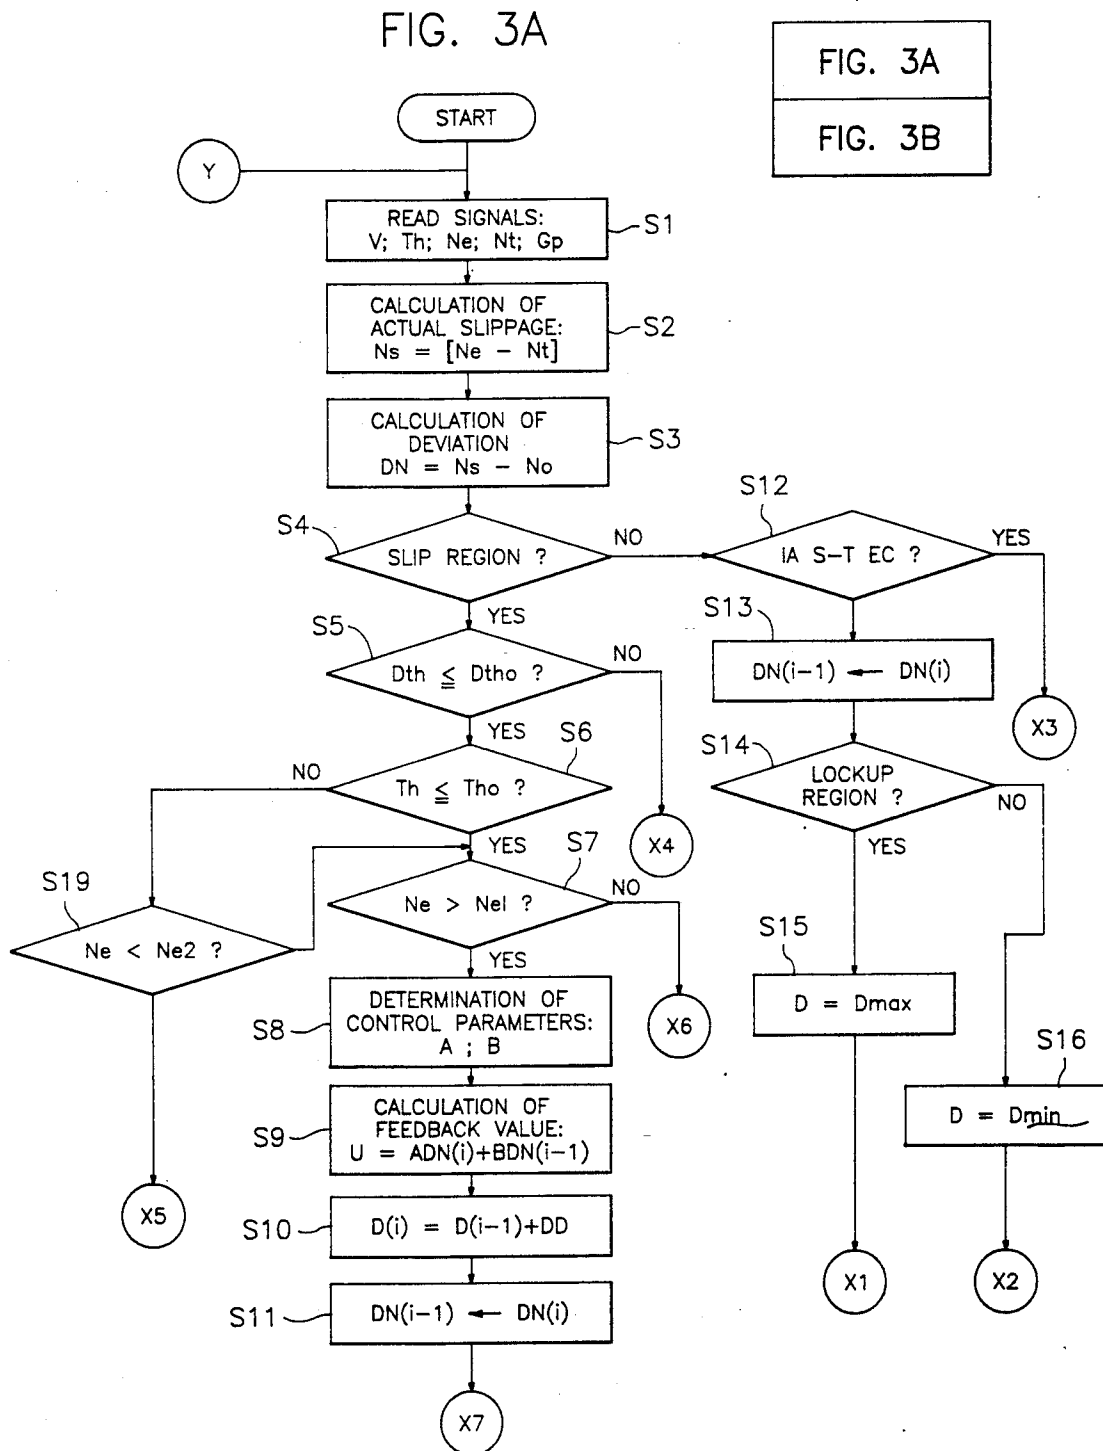 FIG. 3A
FIG. 3A
FIG. 3B
START
Y
READ SIGNALS:
V; Th; Ne; Nt; Gp
S1
CALCULATION OF
ACTUAL SLIPPAGE:
Ns = [Ne - Nt]
S2
CALCULATION OF
DEVIATION
DN = Ns - No
S3
S4
SLIP REGION ?
NO
YES
S12
IA S-T EC ?
YES
S5
Dth ≦ Dtho ?
NO
YES
S13
DN(i-1) ← DN(i)
X3
S6
Th ≦ Tho ?
NO
YES
S14
LOCKUP
REGION ?
NO
YES
X4
S7
Ne > Nel ?
NO
YES
S19
Ne < Ne2 ?
S15
D = Dmax
S8
DETERMINATION OF
CONTROL PARAMETERS:
A ; B
X6
S16
D = Dmin
S9
CALCULATION OF
FEEDBACK VALUE:
U = ADN(i)+BDN(i-1)
X5
S10
D(i) = D(i-1)+DD
X1
X2
S11
DN(i-1) ← DN(i)
X7